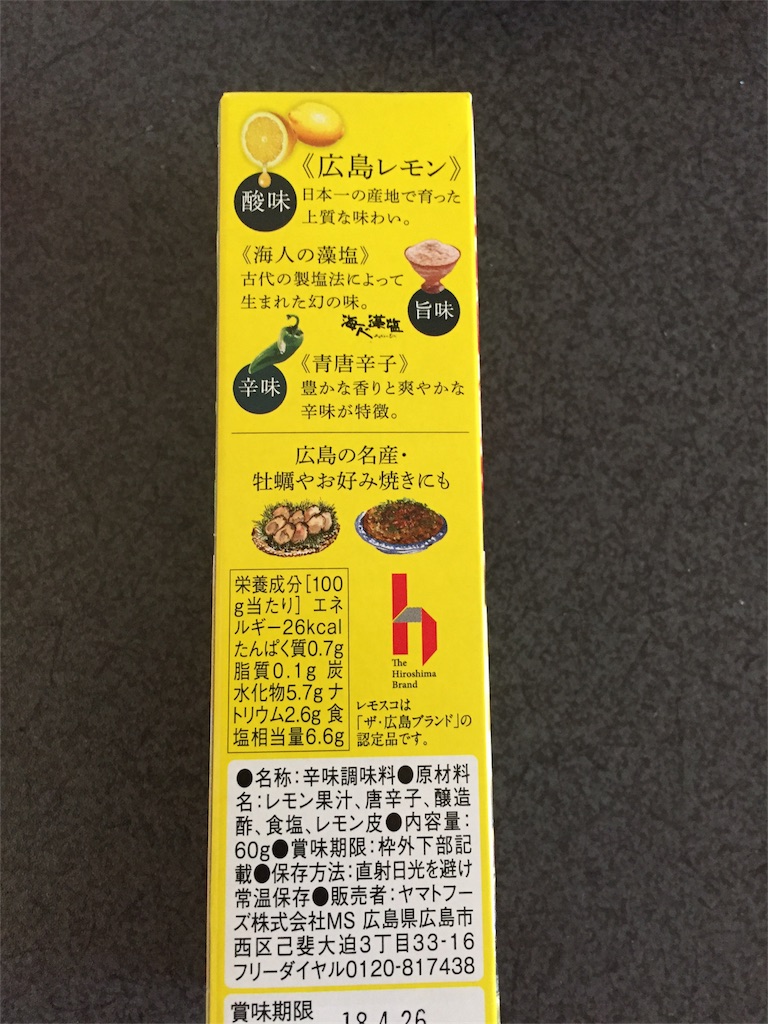 《広島レモン》
酸味
日本一の産地で育った
上質な味わい。
《海人の藻塩》
古代の製塩法によって
生まれた幻の味。
旨味
海人の藻塩
《青唐辛子》
辛味
豊かな香りと爽やかな
辛味が特徴。
広島の名産・
牡蠣やお好み焼きにも
栄養成分[100
g当たり] エネ
ルギー26kcal
たんぱく質0.7g
脂質0.1g 炭
水化物5.7g ナ
トリウム2.6g 食
塩相当量6.6g
The
Hiroshima
Brand
レモスコは
「ザ・広島ブランド」の
認定品です。
●名称:辛味調味料●原材料
名:レモン果汁、唐辛子、醸造
酢、食塩、レモン皮●内容量:
60g●賞味期限:枠外下部記
載●保存方法:直射日光を避け
常温保存●販売者:ヤマトフー
ズ株式会社MS 広島県広島市
西区己斐大迫3丁目33-16
フリーダイヤル0120-817438
賞味期限 18.4.26